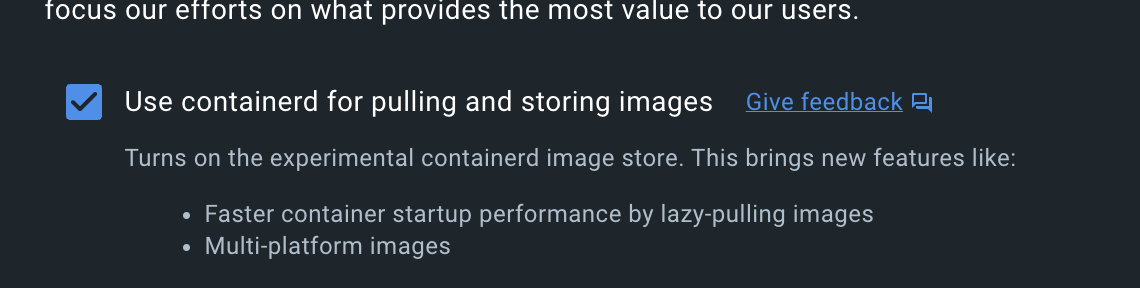 focus our efforts on what provides the most value to our users.
Use containerd for pulling and storing images Give feedback
Turns on the experimental containerd image store. This brings new features like:
• Faster container startup performance by lazy-pulling images
• Multi-platform images